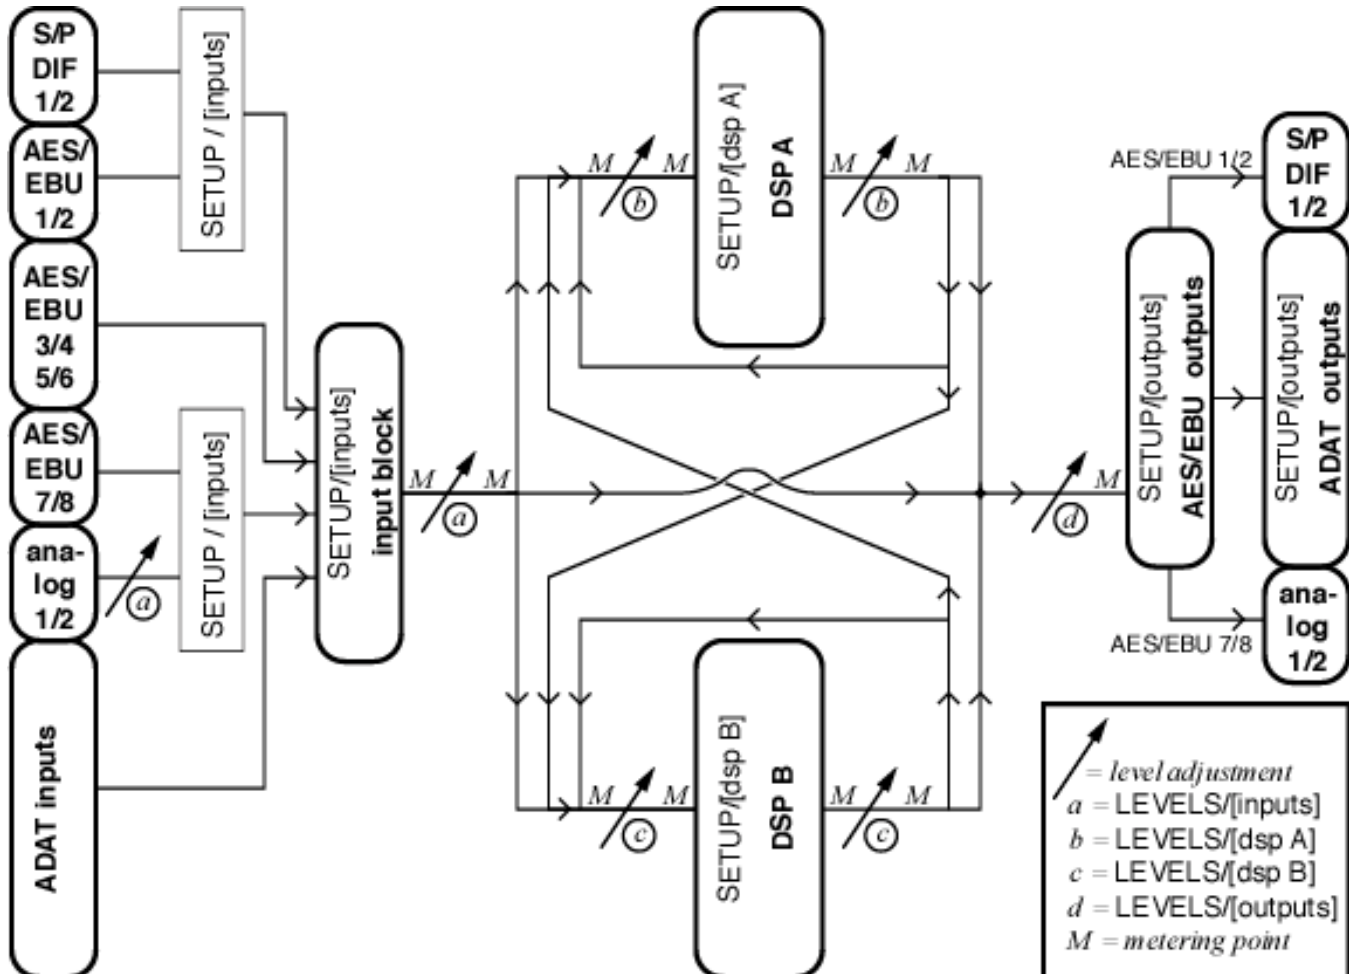 S/P
DIF
1/2
AES/
EBU
1/2
AES/
EBU
3/4
5/6
AES/
EBU
7/8
ana-
log
1/2
ADAT inputs
a
SETUP / [inputs]
SETUP / [inputs]
SETUP/[inputs]
input block
M
a
M
M
b
M
SETUP/[dsp A]
DSP A
M
b
M
M
c
M
SETUP/[dsp B]
DSP B
M
c
M
d
M
AES/EBU 1/2
SETUP/[outputs]
AES/EBU outputs
AES/EBU 7/8
S/P
DIF
1/2
SETUP/[outputs]
ADAT outputs
ana-
log
1/2
= level adjustment
a = LEVELS/[inputs]
b = LEVELS/[dsp A]
c = LEVELS/[dsp B]
d = LEVELS/[outputs]
M = metering point